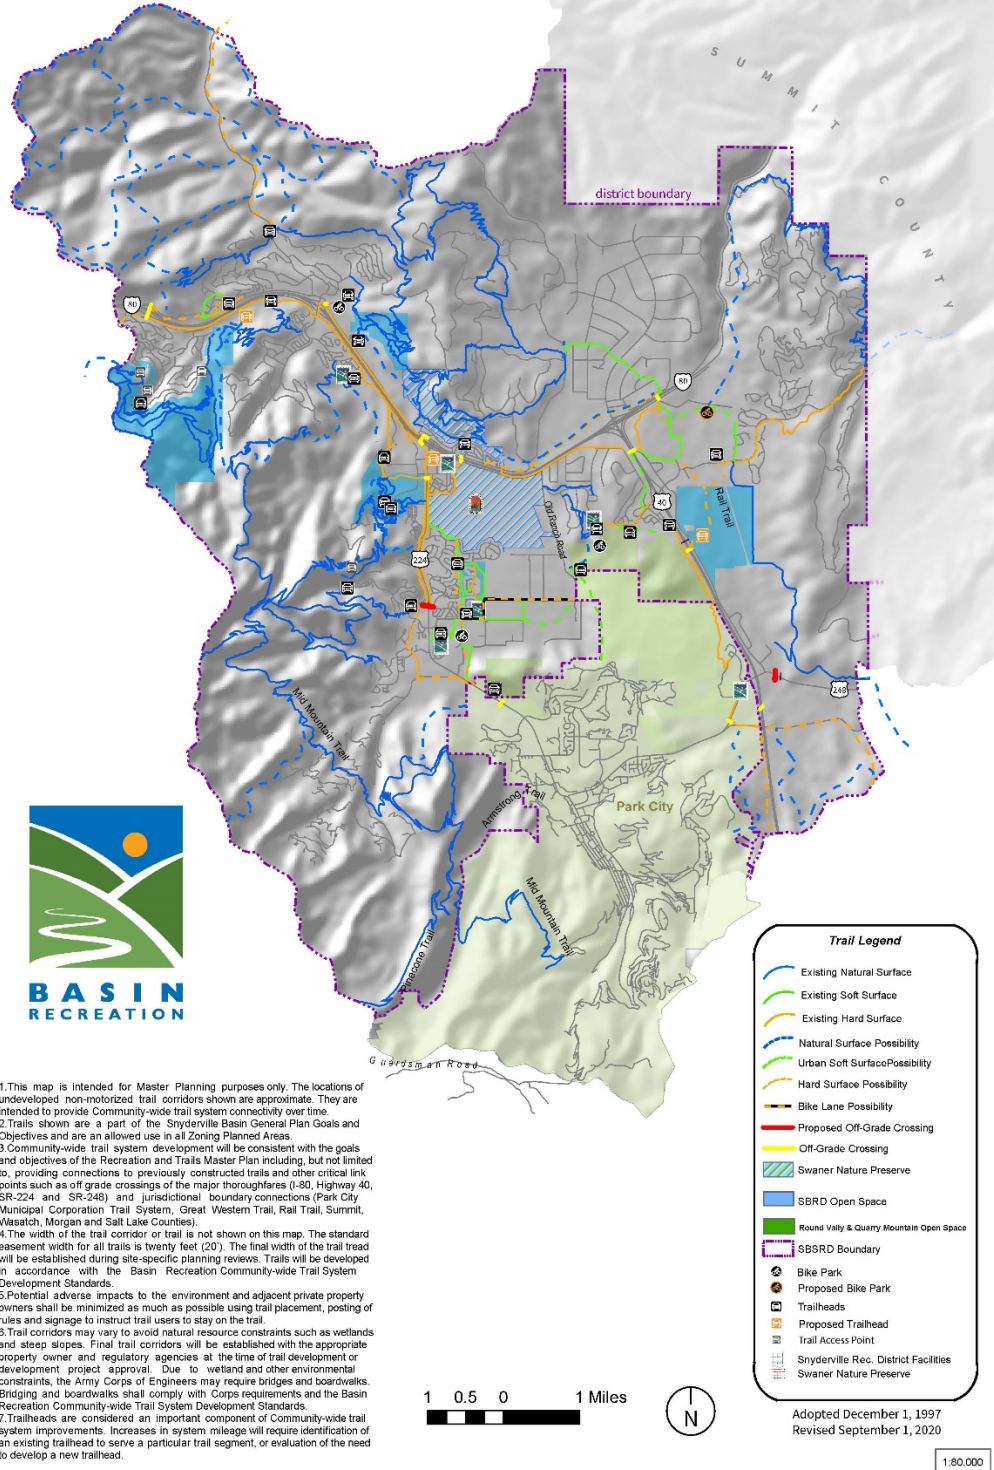 SUMMIT COUNTY
district boundary
80
80
40
Rail Trail
Old Ranch Road
224
248
Mid Mountain Trail
Armstrong Trail
Park City
Mid Mountain Trail
Pinecone Trail
Guardsman Road
BASIN
RECREATION
Trail Legend
Existing Natural Surface
Existing Soft Surface
Existing Hard Surface
Natural Surface Possibility
Urban Soft SurfacePossibility
Hard Surface Possibility
Bike Lane Possibility
Proposed Off-Grade Crossing
Off-Grade Crossing
Swaner Nature Preserve
SBRD Open Space
Round Vally & Quarry Mountain Open Space
SBSRD Boundary
Bike Park
Proposed Bike Park
Trailheads
Proposed Trailhead
Trail Access Point
Snyderville Rec. District Facilities
Swaner Nature Preserve
1.This map is intended for Master Planning purposes only. The locations of
undeveloped non-motorized trail corridors shown are approximate. They are
intended to provide Community-wide trail system connectivity over time.
2.Trails shown are a part of the Snyderville Basin General Plan Goals and
Objectives and are an allowed use in all Zoning Planned Areas.
3.Community-wide trail system development will be consistent with the goals
and objectives of the Recreation and Trails Master Plan including, but not limited
to, providing connections to previously constructed trails and other critical link
points such as off grade crossings of the major thoroughfares (I-80, Highway 40,
SR-224 and SR-248) and jurisdictional boundary connections (Park City
Municipal Corporation Trail System, Great Western Trail, Rail Trail, Summit,
Wasatch, Morgan and Salt Lake Counties).
4.The width of the trail corridor or trail is not shown on this map. The standard
easement width for all trails is twenty feet (20'). The final width of the trail tread
will be established during site-specific planning reviews. Trails will be developed
in accordance with the Basin Recreation Community-wide Trail System
Development Standards.
5.Potential adverse impacts to the environment and adjacent private property
owners shall be minimized as much as possible using trail placement, posting of
rules and signage to instruct trail users to stay on the trail.
6.Trail corridors may vary to avoid natural resource constraints such as wetlands
and steep slopes. Final trail corridors will be established with the appropriate
property owner and regulatory agencies at the time of trail development or
development project approval. Due to wetland and other environmental
constraints, the Army Corps of Engineers may require bridges and boardwalks.
Bridging and boardwalks shall comply with Corps requirements and the Basin
Recreation Community-wide Trail System Development Standards.
7.Trailheads are considered an important component of Community-wide trail
system improvements. Increases in system mileage will require identification of
an existing trailhead to serve a particular trail segment, or evaluation of the need
to develop a new trailhead.
1 0.5 0 1 Miles
N
Adopted December 1, 1997
Revised September 1, 2020
1:80,000